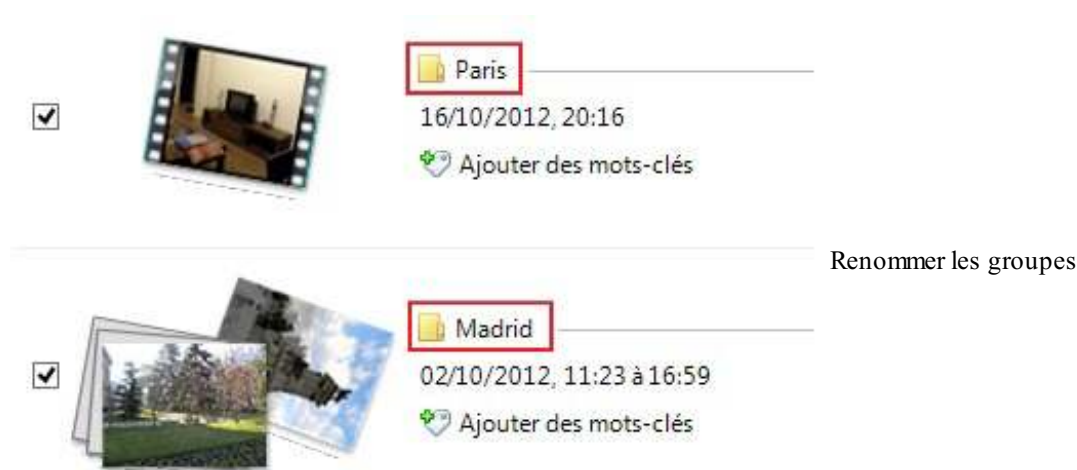 Paris
16/10/2012, 20:16
Ajouter des mots-clés
Renommer les groupes
Madrid
02/10/2012, 11:23 à 16:59
Ajouter des mots-clés